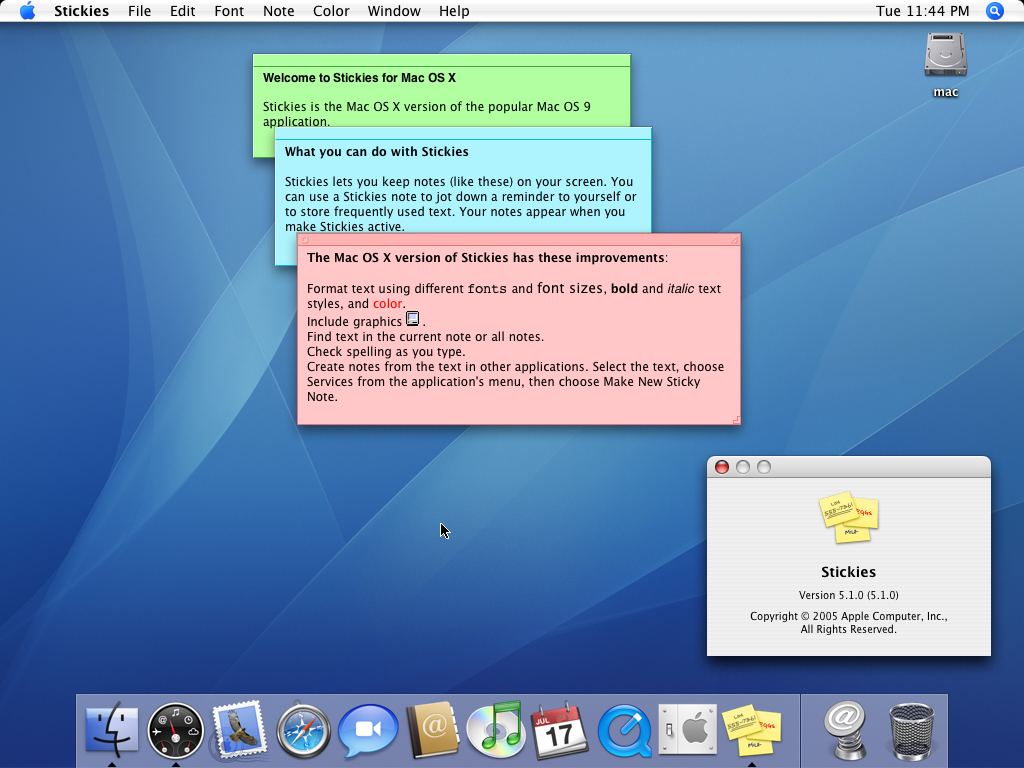 Stickies File Edit Font Note Color Window Help Tue 11:44 PM
mac
Welcome to Stickies for Mac OS X
Stickies is the Mac OS X version of the popular Mac OS 9
application.
What you can do with Stickies
Stickies lets you keep notes (like these) on your screen. You
can use a Stickies note to jot down a reminder to yourself or
to store frequently used text. Your notes appear when you
make Stickies active.
The Mac OS X version of Stickies has these improvements:
Format text using different fonts and font sizes, bold and italic text
styles, and color.
Include graphics .
Find text in the current note or all notes.
Check spelling as you type.
Create notes from the text in other applications. Select the text, choose
Services from the application's menu, then choose Make New Sticky
Note.
Stickies
Version 5.1.0 (5.1.0)
Copyright © 2005 Apple Computer, Inc.,
All Rights Reserved.
JUL
17